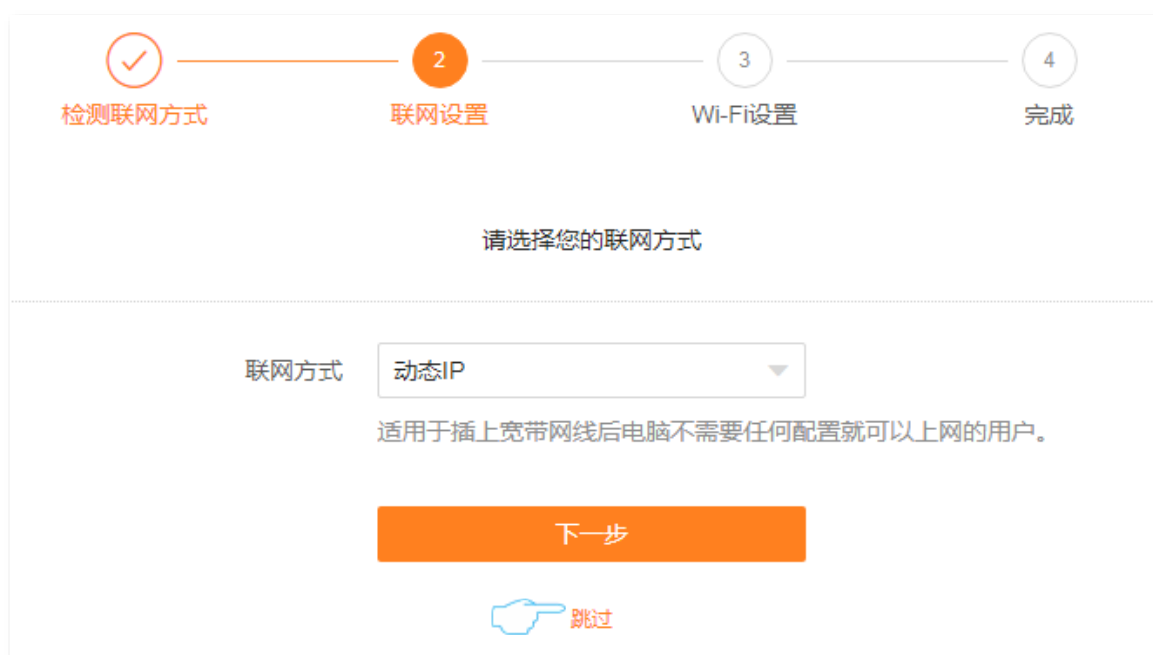 2 3 4
检测联网方式 联网设置 Wi-Fi设置 完成
请选择您的联网方式
联网方式 动态IP
适用于插上宽带网线后电脑不需要任何配置就可以上网的用户。
下一步
跳过